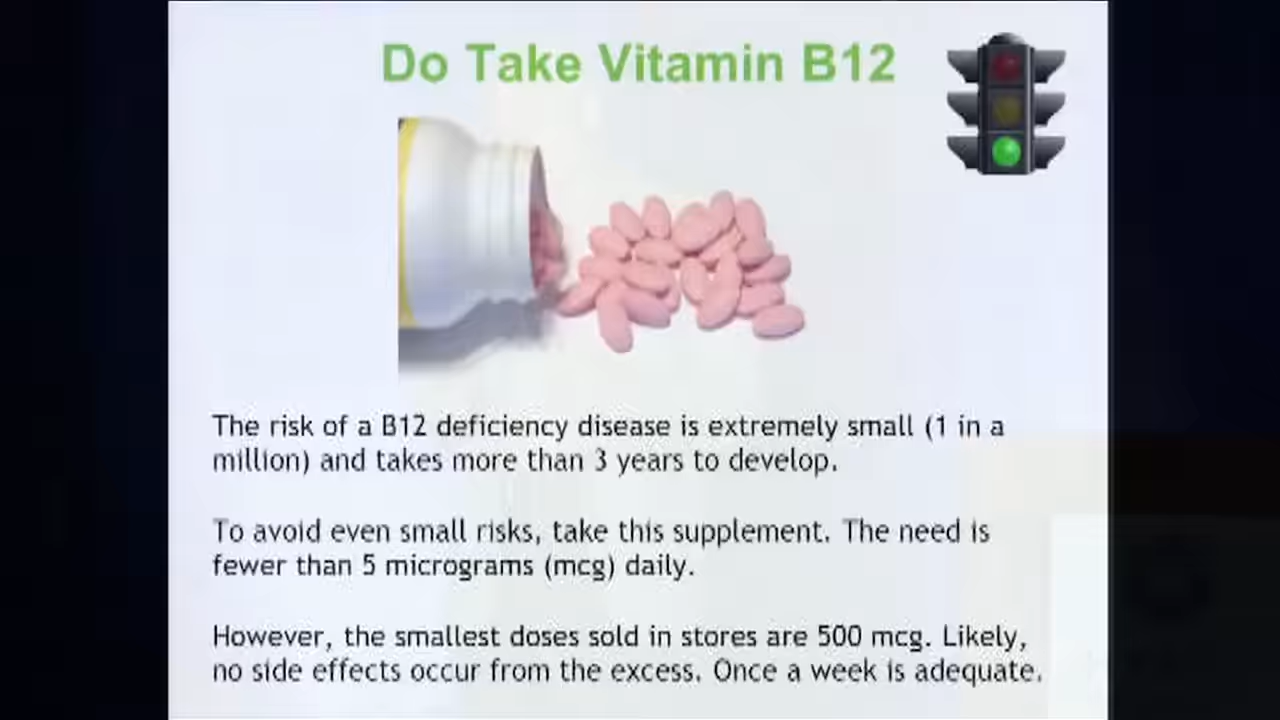 Do Take Vitamin B12
The risk of a B12 deficiency disease is extremely small (1 in a
million) and takes more than 3 years to develop.
To avoid even small risks, take this supplement. The need is
fewer than 5 micrograms (mcg) daily.
However, the smallest doses sold in stores are 500 mcg. Likely,
no side effects occur from the excess. Once a week is adequate.